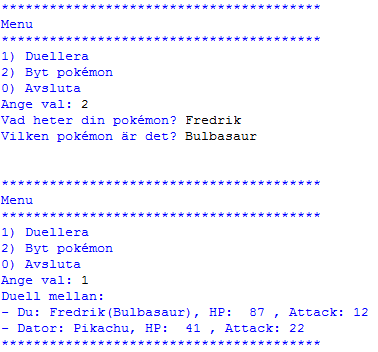 ****************************************
Menu
****************************************
1) Duellera
2) Byt pokémon
0) Avsluta
Ange val: 2
Vad heter din pokémon? Fredrik
Vilken pokémon är det? Bulbasaur
****************************************
Menu
****************************************
1) Duellera
2) Byt pokémon
0) Avsluta
Ange val: 1
Duell mellan:
- Du: Fredrik(Bulbasaur), HP:  87 , Attack: 12
- Dator: Pikachu, HP:  41 , Attack: 22
****************************************